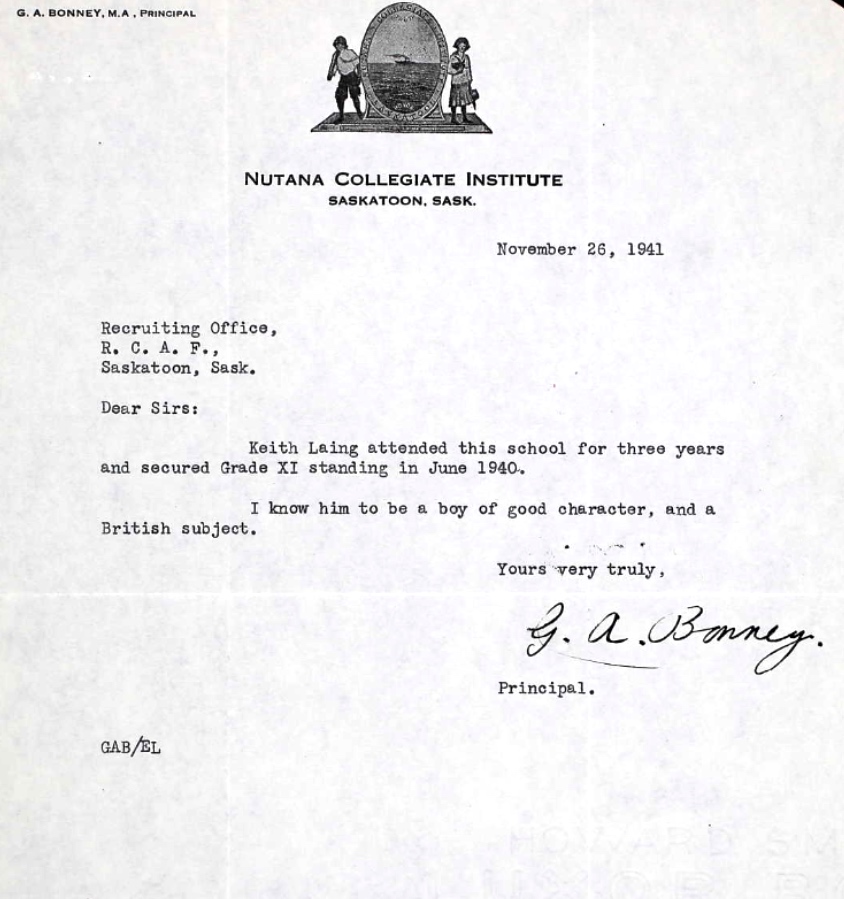 G. A. BONNEY, M.A., PRINCIPAL
NUTANA COLLEGIATE INSTITUTE
SASKATOON, SASK.
November 26, 1941
Recruiting Office,
R. C. A. F.,
Saskatoon, Sask.
Dear Sirs:
Keith Laing attended this school for three years
and secured Grade XI standing in June 1940.
I know him to be a boy of good character, and a
British subject.
Yours very truly,
G. A. Bonney.
Principal.
GAB/EL
HOWARD SM